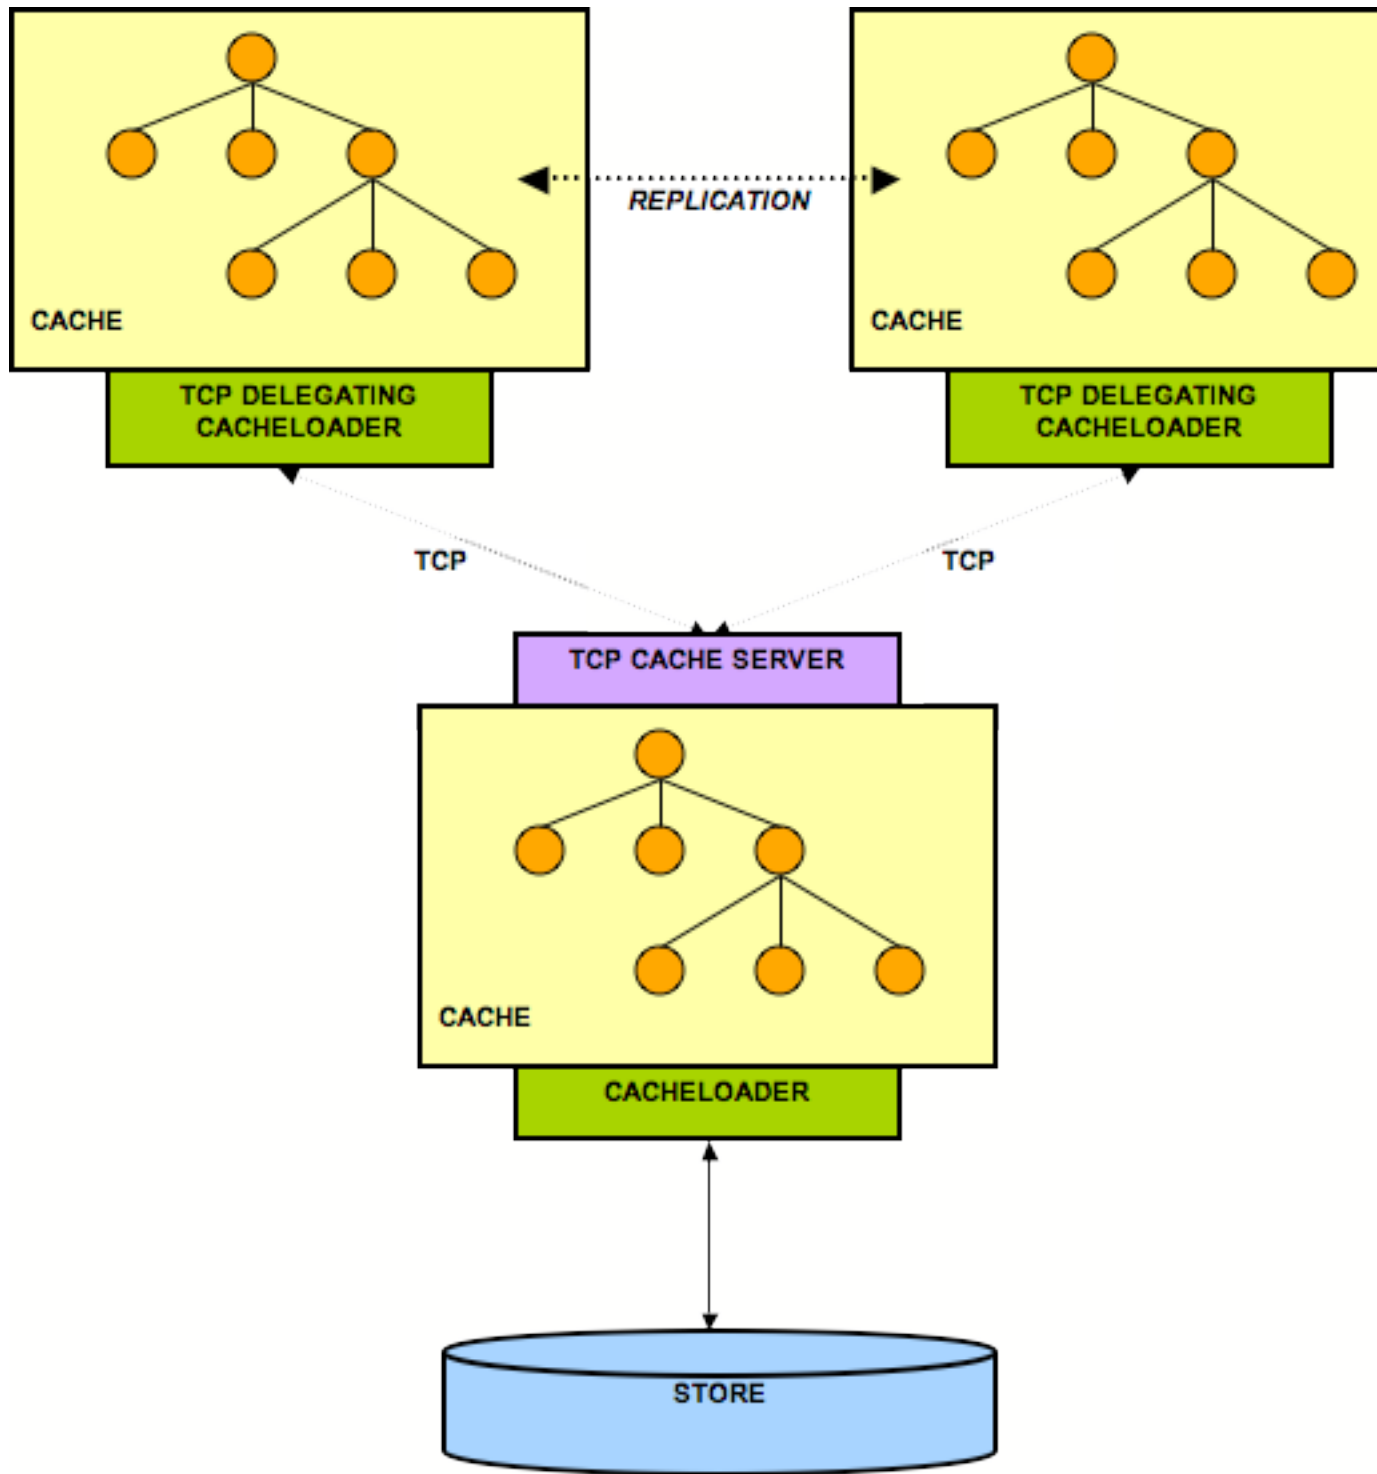 REPLICATION
CACHE
CACHE
TCP DELEGATING
CACHELOADER
TCP DELEGATING
CACHELOADER
TCP
TCP
TCP CACHE SERVER
CACHE
CACHELOADER
STORE